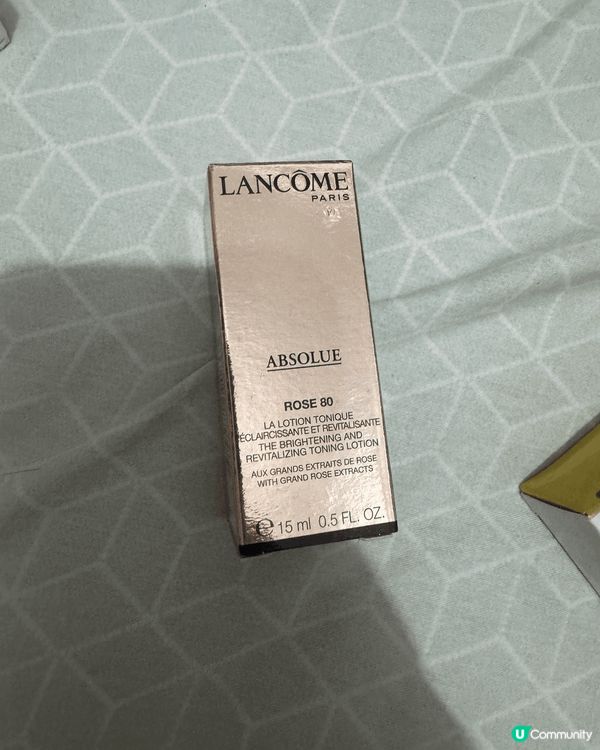 LANCÔME
PARIS
ABSOLUE
ROSE 80
LA LOTION TONIQUE
ÉCLAIRCISSANTE ET REVITALISANTE
THE BRIGHTENING AND
REVITALIZING TONING LOTION
AUX GRANDS EXTRAITS DE ROSE
WITH GRAND ROSE EXTRACTS
℮ 15 ml 0.5 FL. OZ.
U Community